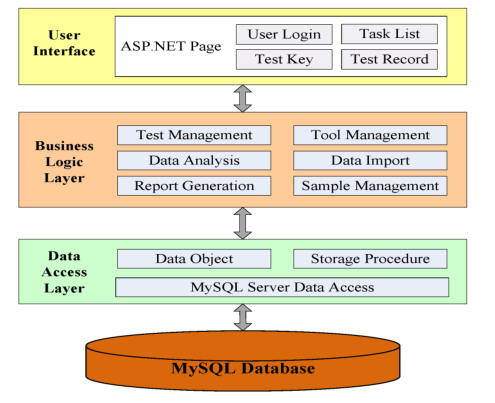 User Interface
ASP.NET Page
User Login
Task List
Test Key
Test Record
Business Logic Layer
Test Management
Tool Management
Data Analysis
Data Import
Report Generation
Sample Management
Data Access Layer
Data Object
Storage Procedure
MySQL Server Data Access
MySQL Database